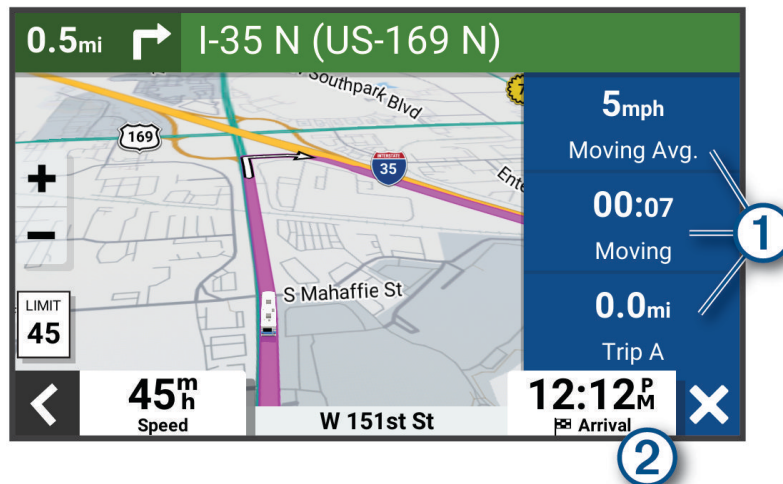 0.5mi I-35 N (US-169 N)
Southpark Blvd
169
INTERSTATE
35
5mph
Moving Avg.
00:07
Moving
0.0mi
Trip A
1
S Mahaffie St
LIMIT
45
45mh
Speed
W 151st St
12:12PM
Arrival
2